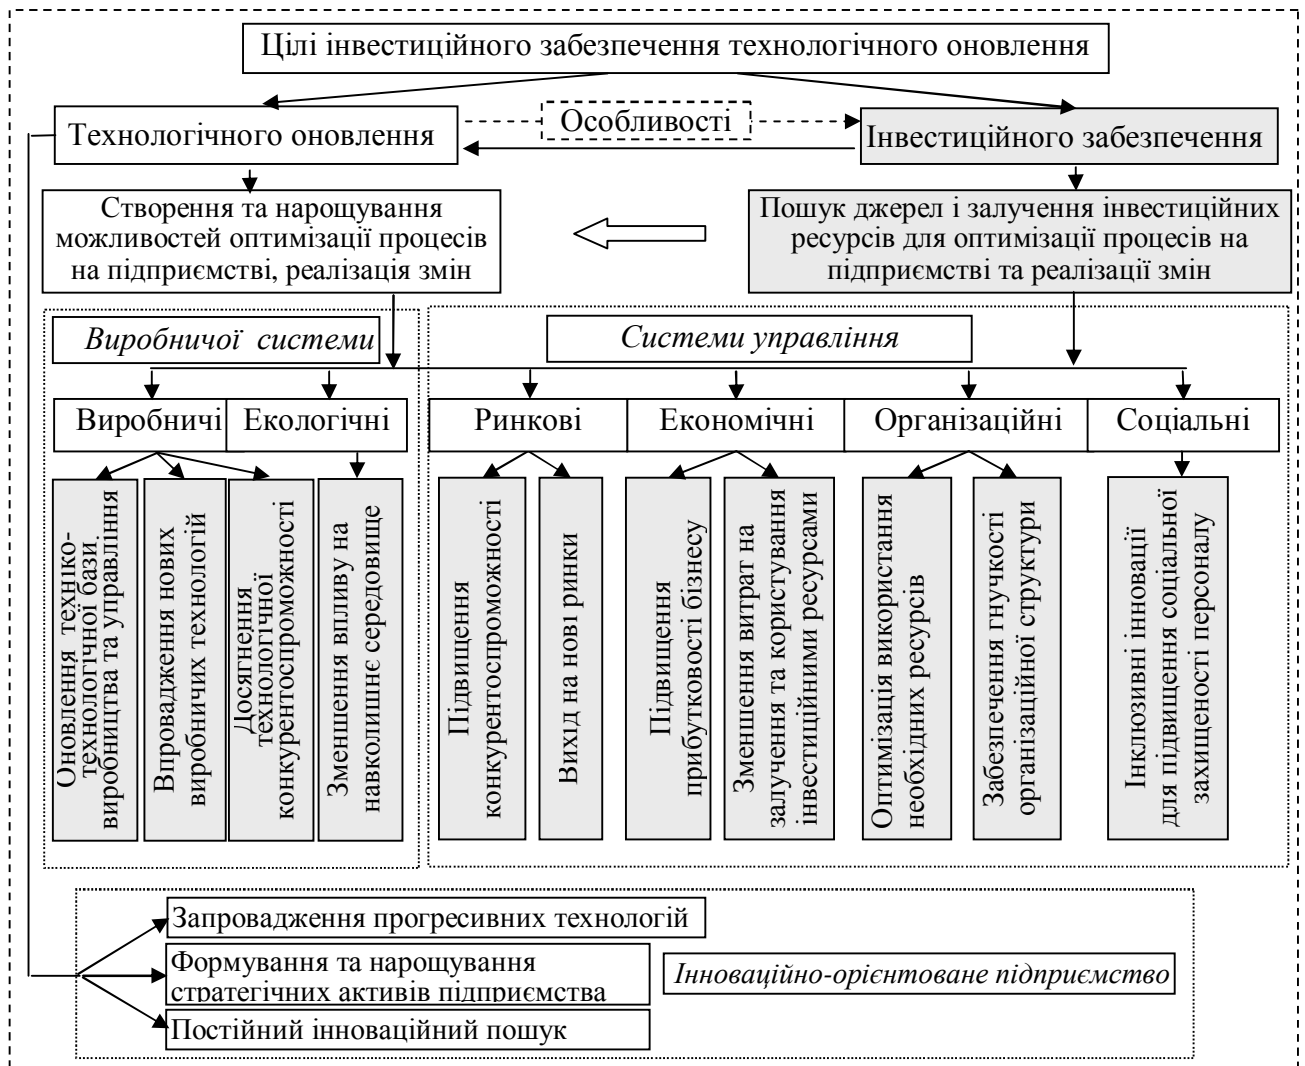 Цілі інвестиційного забезпечення технологічного оновлення
Технологічного оновлення
Особливості
Інвестиційного забезпечення
Створення та нарощування
можливостей оптимізації процесів
на підприємстві, реалізація змін
Пошук джерел і залучення інвестиційних
ресурсів для оптимізації процесів на
підприємстві та реалізації змін
Виробничої системи
Системи управління
Виробничі
Екологічні
Ринкові
Економічні
Організаційні
Соціальні
Оновлення техніко-
технологічної бази
виробництва та управління
Впровадження нових
виробничих технологій
Досягнення
технологічної
конкурентоспроможності
Зменшення впливу на
навколишнє середовище
Підвищення
конкурентоспроможності
Вихід на нові ринки
Підвищення
прибутковості бізнесу
Зменшення витрат на
залучення та користування
інвестиційними ресурсами
Оптимізація використання
необхідних ресурсів
Забезпечення гнучкості
організаційної структури
Інклюзивні інновації
для підвищення соціальної
захищеності персоналу
Запровадження прогресивних технологій
Формування та нарощування
стратегічних активів підприємства
Інноваційно-орієнтоване підприємство
Постійний інноваційний пошук